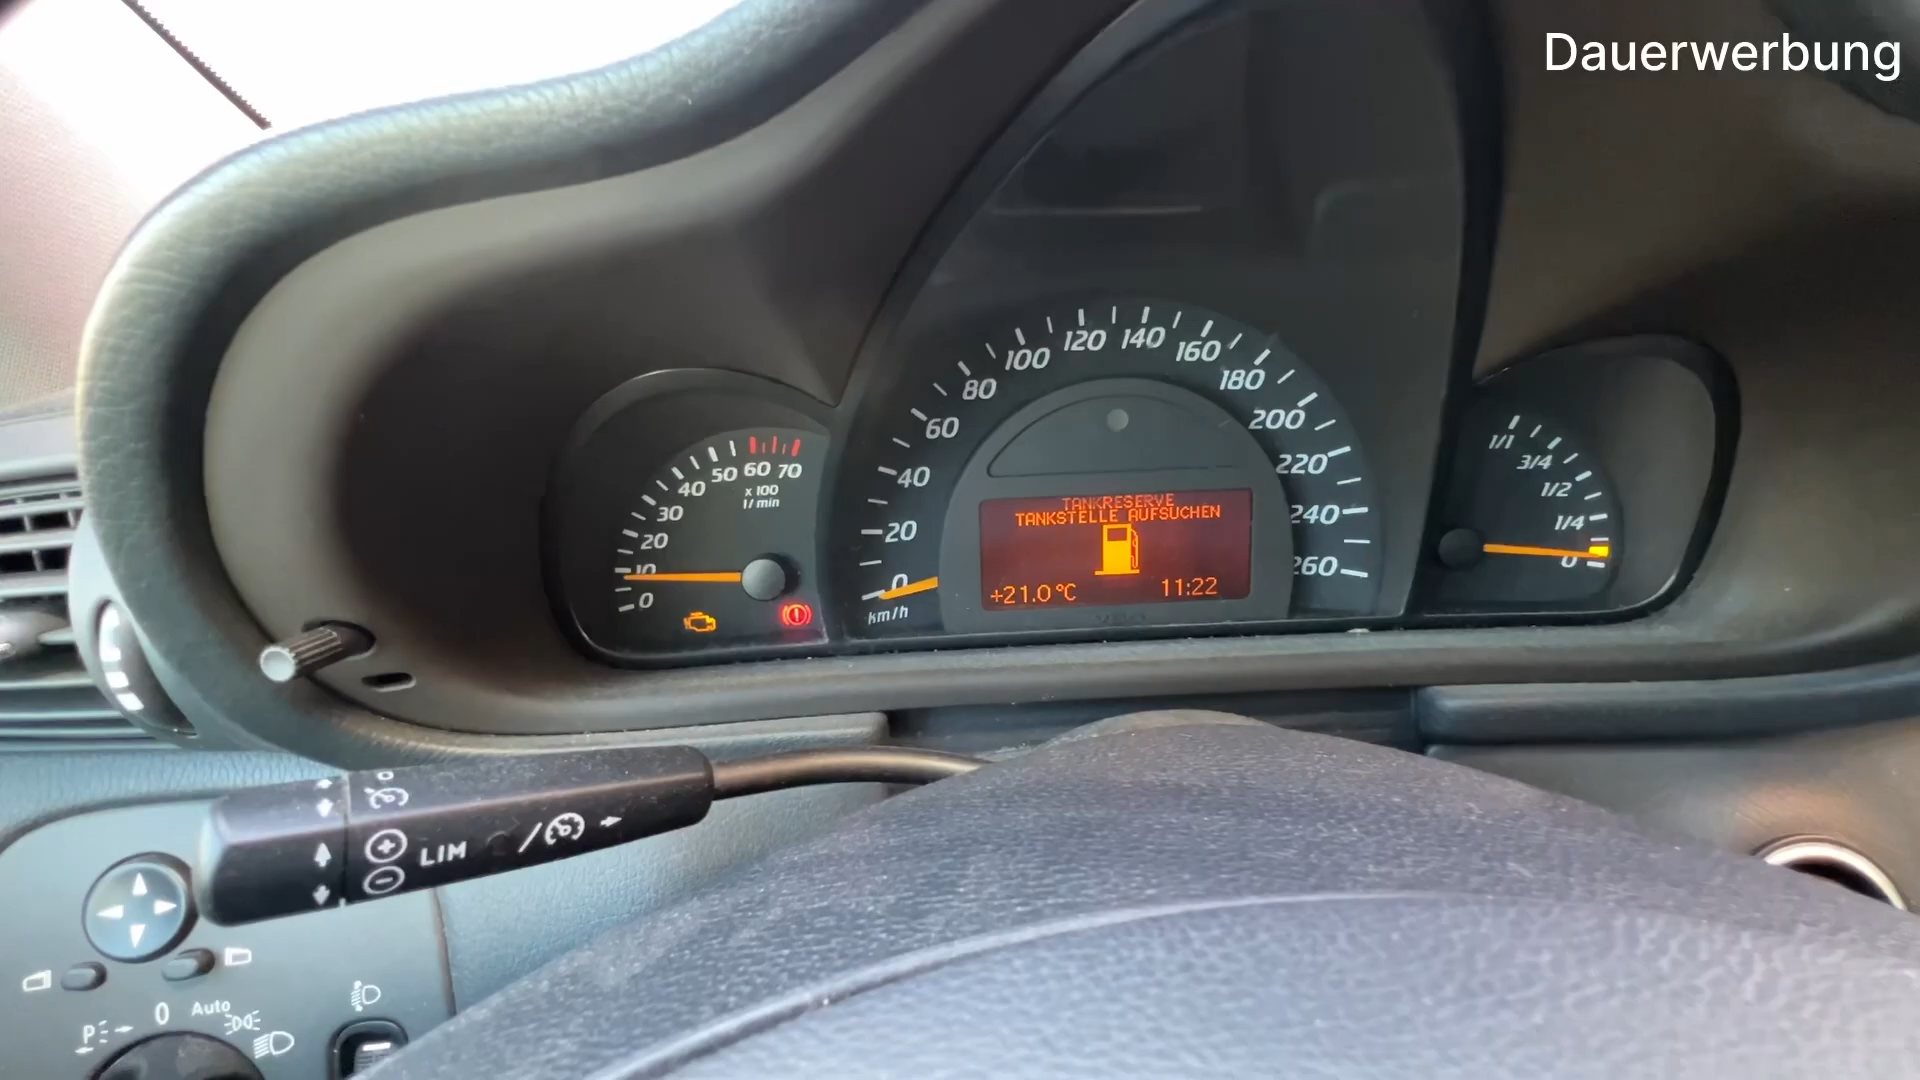 Dauerwerbung
0
10
20
30
40
50
60
70
x 100
1/ min
0
20
40
60
80
100
120
140
160
180
200
220
240
260
km/h
TANKRESERVE
TANKSTELLE AUFSUCHEN
+21.0°C
11:22
1/1
3/4
1/2
1/4
0
LIM
0
Auto
P